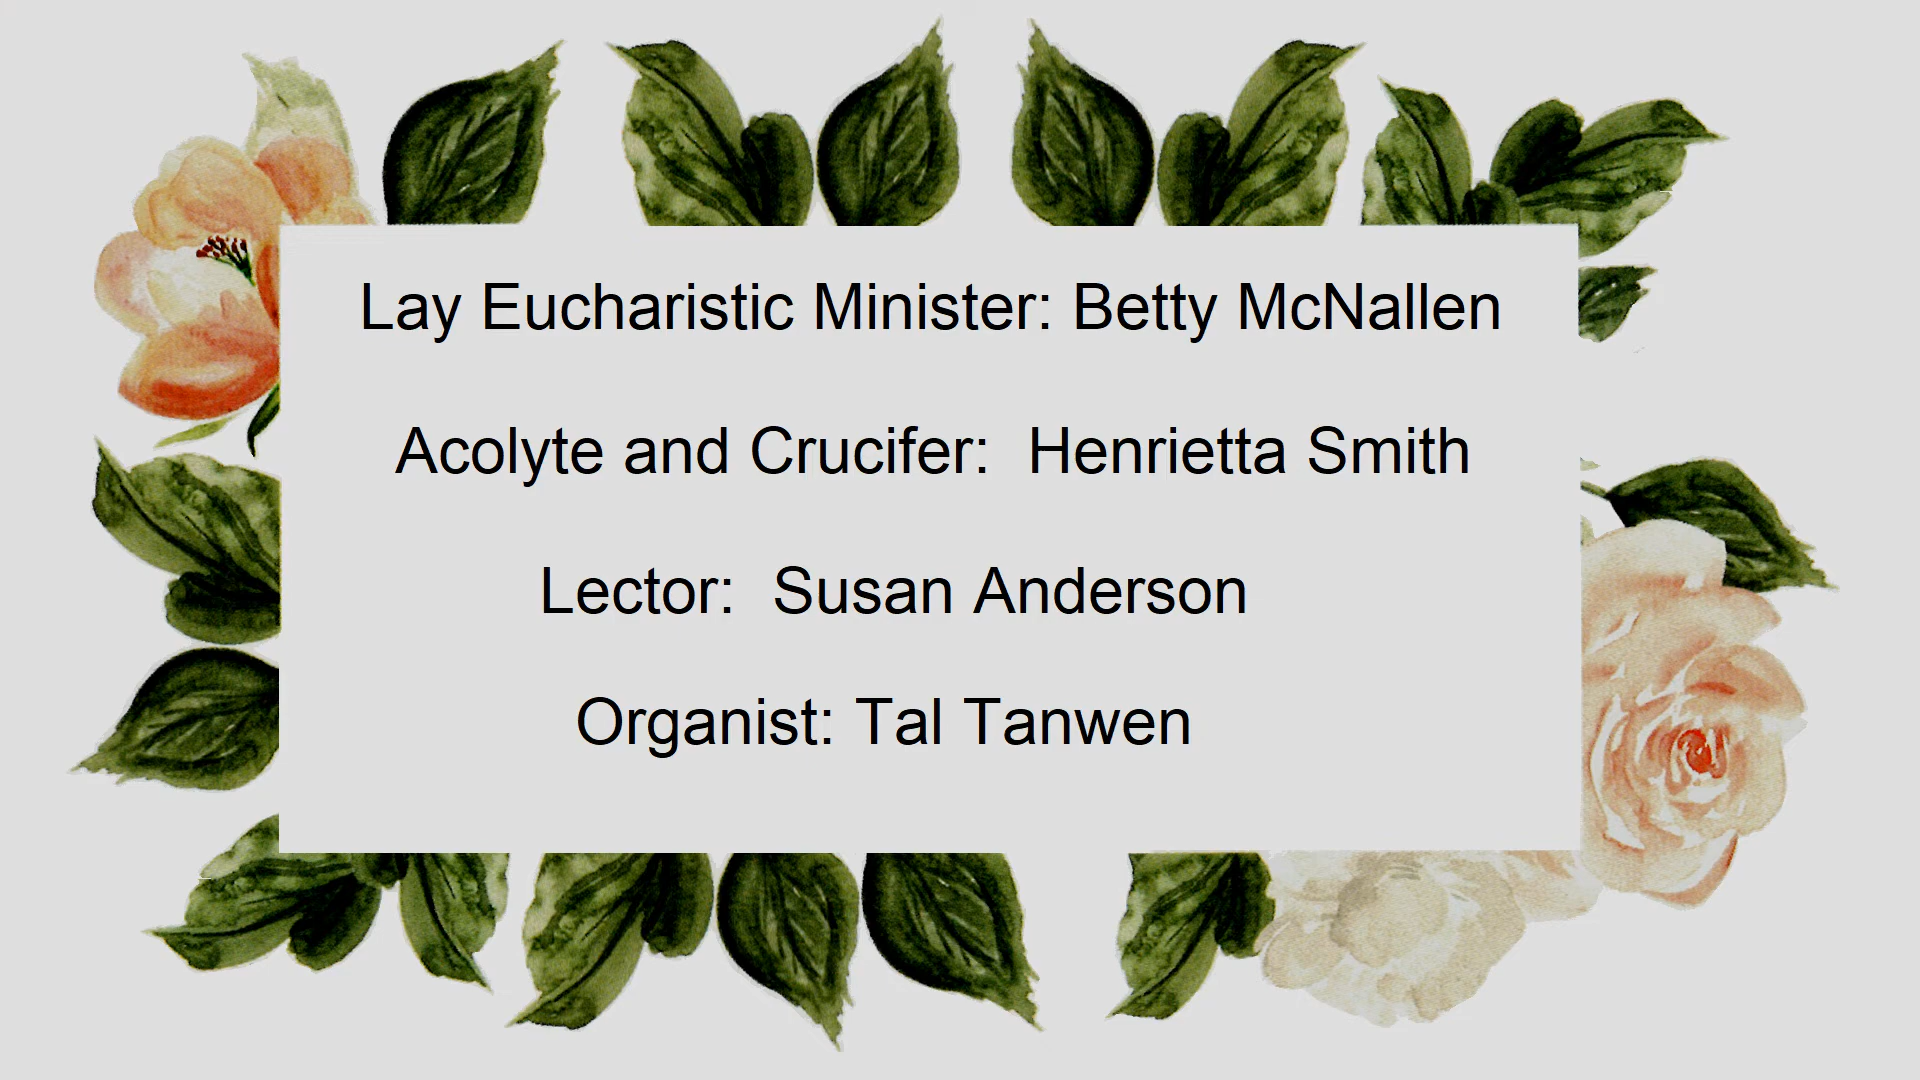 Lay Eucharistic Minister: Betty McNallen
Acolyte and Crucifer:  Henrietta Smith
Lector:  Susan Anderson
Organist: Tal Tanwen